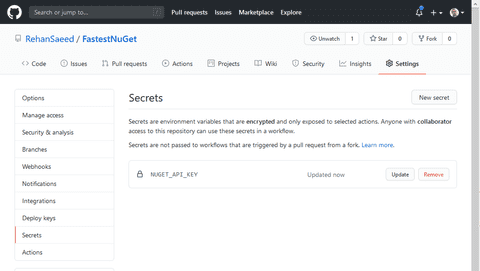 Search or jump to... / Pull requests Issues Marketplace Explore
RehanSaeed / FastestNuGet Unwatch 1 Star 0 Fork 0
Code Issues Pull requests Actions Projects Wiki Security Insights Settings
Options
Manage access
Security & analysis
Branches
Webhooks
Notifications
Integrations
Deploy keys
Secrets
Actions
Secrets New secret
Secrets are environment variables that are encrypted and only exposed to selected actions. Anyone with collaborator
access to this repository can use these secrets in a workflow.
Secrets are not passed to workflows that are triggered by a pull request from a fork. Learn more.
NUGET_API_KEY Updated now Update Remove